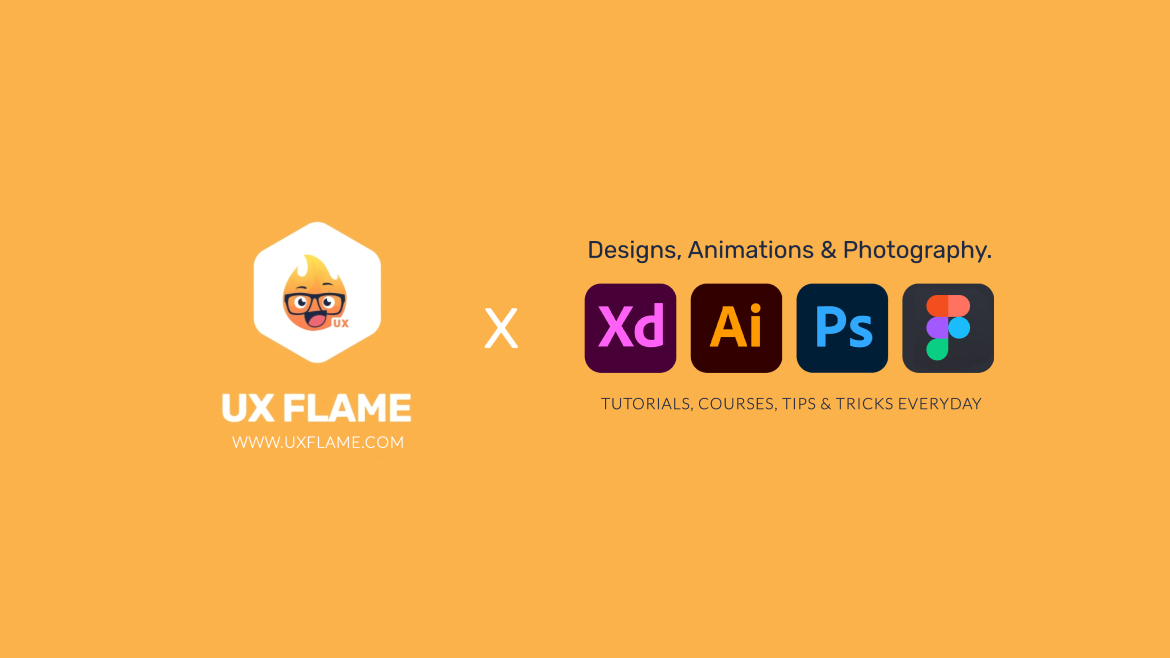 UX
UX FLAME
WWW.UXFLAME.COM
X
Designs, Animations & Photography.
Xd Ai Ps
TUTORIALS, COURSES, TIPS & TRICKS EVERYDAY